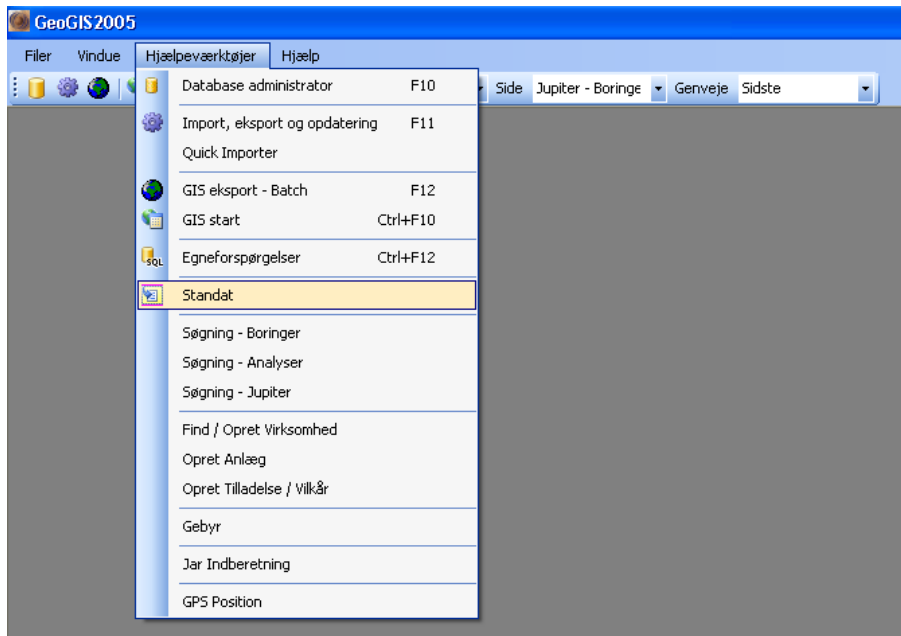 GeoGIS2005
Filer Vindue Hjælpeværktøjer Hjælp
Side Jupiter - Boringe Genveje Sidste
Database administrator F10
Import, eksport og opdatering F11
Quick Importer
GIS eksport - Batch F12
GIS start Ctrl+F10
SQL Egneforspørgelser Ctrl+F12
Standat
Søgning - Boringer
Søgning - Analyser
Søgning - Jupiter
Find / Opret Virksomhed
Opret Anlæg
Opret Tilladelse / Vilkår
Gebyr
Jar Indberetning
GPS Position